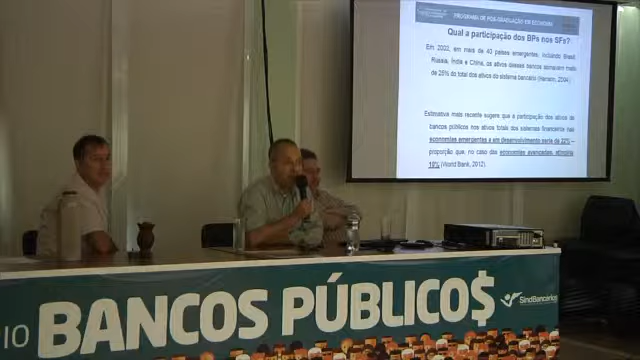 PROGRAMA DE PÓS-GRADUAÇÃO EM ECONOMIA
Qual a participação dos BPs nos SFs?
Em 2002, em mais de 40 países emergentes, incluindo Brasil,
Rússia, Índia e China, os ativos desses bancos somavam mais
de 25% do total dos ativos do sistema bancário (Hanson, 2004)
Estimativa mais recente sugere que a participação dos ativos de
bancos públicos nos ativos totais dos sistemas financeiros nas
economias emergentes e em desenvolvimento seria de 22% –
proporção que, no caso das economias avançadas, atingiria
10% (World Bank, 2012).
IO BANCOS PÚBLICO$
SindBancários